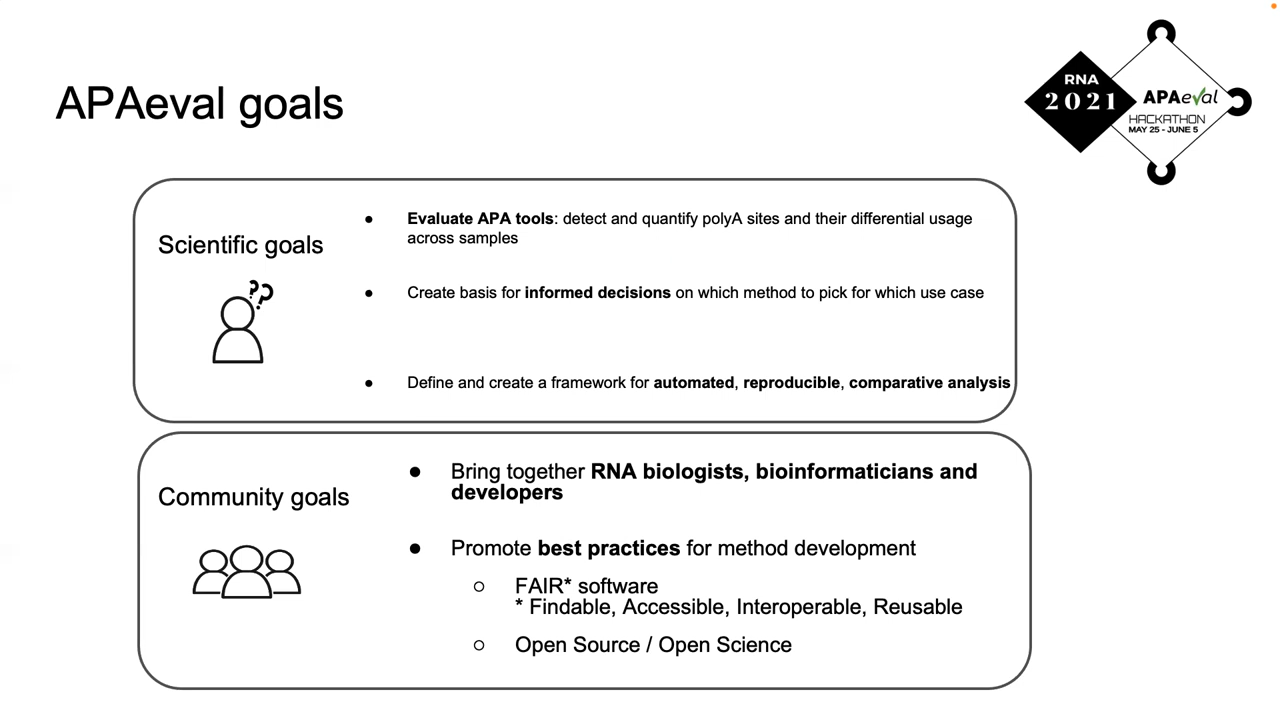 APAeval goals
RNA
2021
APAeval
HACKATHON
MAY 25 - JUNE 5
Scientific goals
??
● Evaluate APA tools: detect and quantify polyA sites and their differential usage
across samples
● Create basis for informed decisions on which method to pick for which use case
● Define and create a framework for automated, reproducible, comparative analysis
Community goals
● Bring together RNA biologists, bioinformaticians and
developers
● Promote best practices for method development
○ FAIR* software
* Findable, Accessible, Interoperable, Reusable
○ Open Source / Open Science